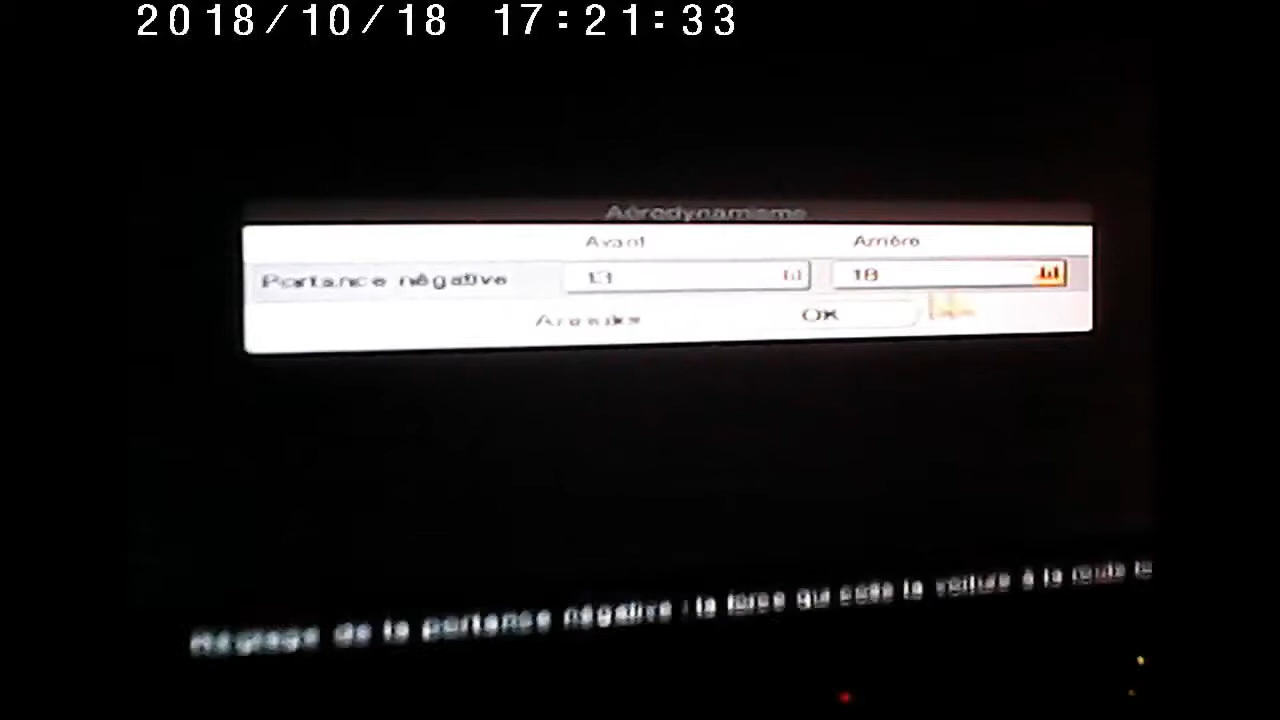 2018/10/18 17:21:33
Aérodynamisme
Avant Arrière
Portance négative 13 18
OK
Réglage de la portance négative : la force qui colle la voiture à la route